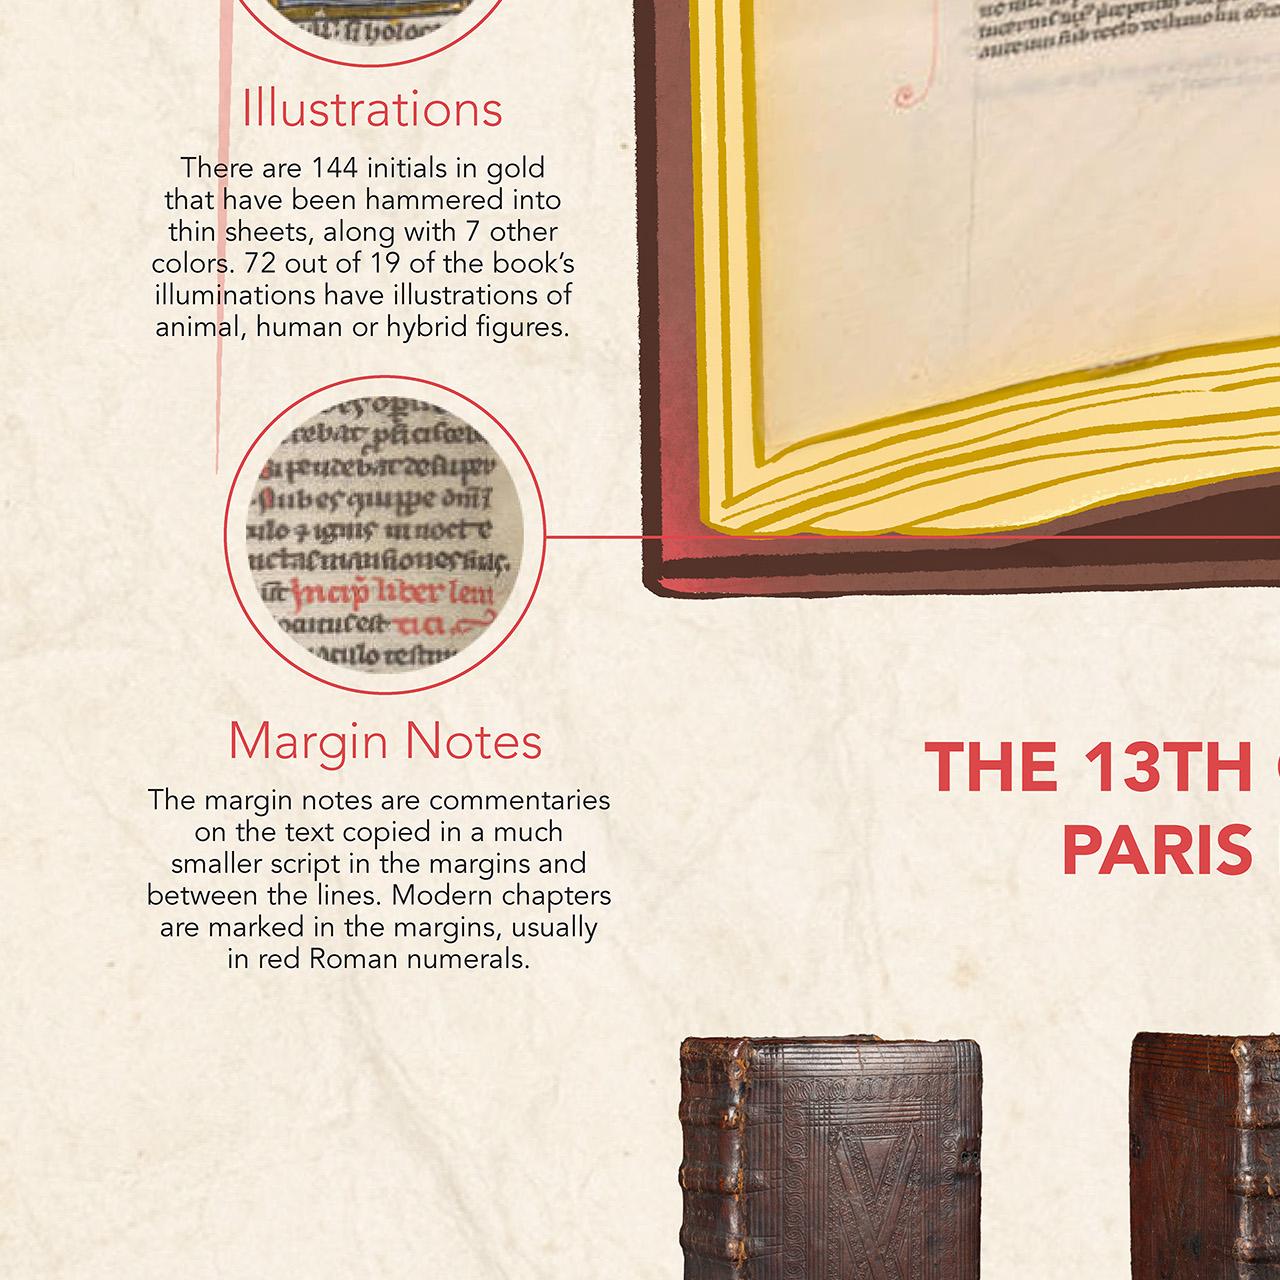 Illustrations
There are 144 initials in gold
that have been hammered into
thin sheets, along with 7 other
colors. 72 out of 19 of the book's
illuminations have illustrations of
animal, human or hybrid figures.
Margin Notes
The margin notes are commentaries
on the text copied in a much
smaller script in the margins and
between the lines. Modern chapters
are marked in the margins, usually
in red Roman numerals.
THE 13TH
PARIS